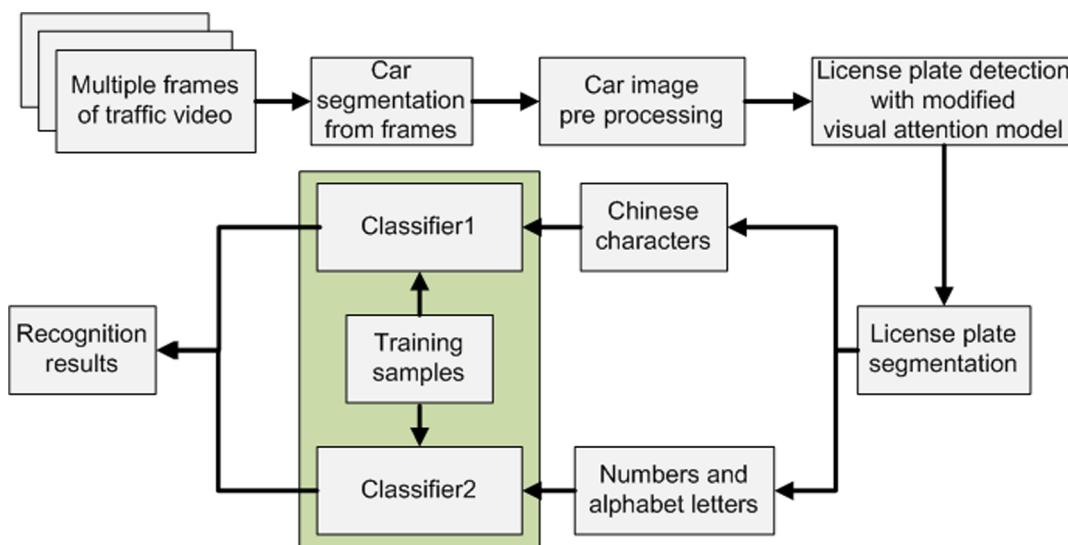 Multiple frames
of traffic video
Car
segmentation
from frames
Car image
pre processing
License plate detection
with modified
visual attention model
Classifier1
Chinese
characters
Recognition
results
Training
samples
License plate
segmentation
Classifier2
Numbers and
alphabet letters